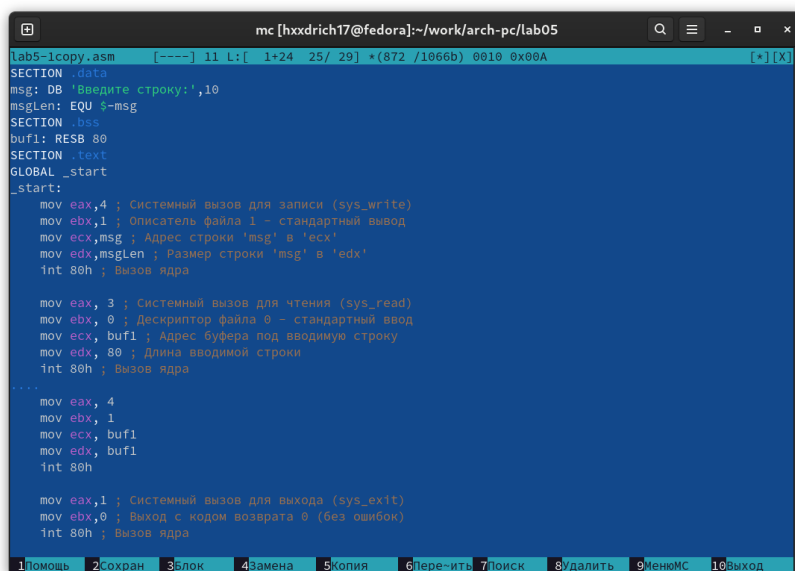 mc [hxxdrich17@fedora]:~/work/arch-pc/lab05
lab5-1copy.asm [----] 11 L:[ 1+24 25/ 29] *(872 /1066b) 0010 0x00A [*][X]
SECTION .data
msg: DB 'Введите строку:',10
msgLen: EQU $-msg
SECTION .bss
buf1: RESB 80
SECTION .text
GLOBAL _start
_start:
mov eax,4 ; Системный вызов для записи (sys_write)
mov ebx,1 ; Описатель файла 1 - стандартный вывод
mov ecx,msg ; Адрес строки 'msg' в 'ecx'
mov edx,msgLen ; Размер строки 'msg' в 'edx'
int 80h ; Вызов ядра
mov eax, 3 ; Системный вызов для чтения (sys_read)
mov ebx, 0 ; Дескриптор файла 0 - стандартный ввод
mov ecx, buf1 ; Адрес буфера под вводимую строку
mov edx, 80 ; Длина вводимой строки
int 80h ; Вызов ядра
....
mov eax, 4
mov ebx, 1
mov ecx, buf1
mov edx, buf1
int 80h
mov eax,1 ; Системный вызов для выхода (sys_exit)
mov ebx,0 ; Выход с кодом возврата 0 (без ошибок)
int 80h ; Вызов ядра
1Помощь 2Сохран 3Блок 4Замена 5Копия 6Пере~ить 7Поиск 8Удалить 9МенюMC 10Выход